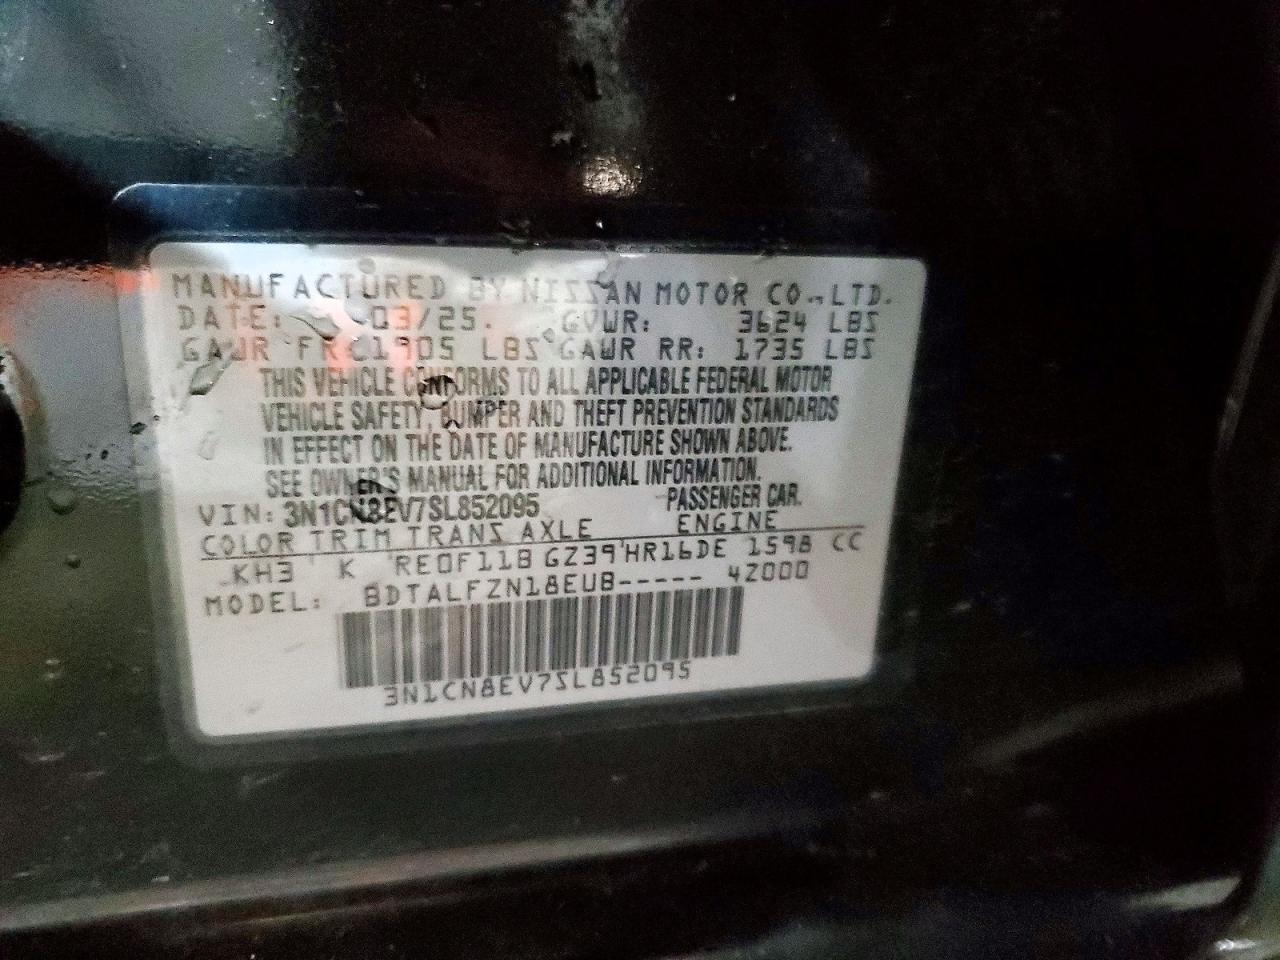 MANUFACTURED BY NISSAN MOTOR CO.,LTD.
DATE: 03/25. GVWR: 3624 LBS
GAWR FR:1905 LBS GAWR RR: 1735 LBS
THIS VEHICLE CONFORMS TO ALL APPLICABLE FEDERAL MOTOR
VEHICLE SAFETY, BUMPER AND THEFT PREVENTION STANDARDS
IN EFFECT ON THE DATE OF MANUFACTURE SHOWN ABOVE.
SEE OWNER'S MANUAL FOR ADDITIONAL INFORMATION.
VIN: 3N1CN8EV7SL852095 PASSENGER CAR.
COLOR TRIM TRANS AXLE ENGINE
KH3 K RE0F11B GZ39 HR16DE 1598 CC
MODEL: BDTALFZN18EUB----- 4Z000
3N1CN8EV7SL852095